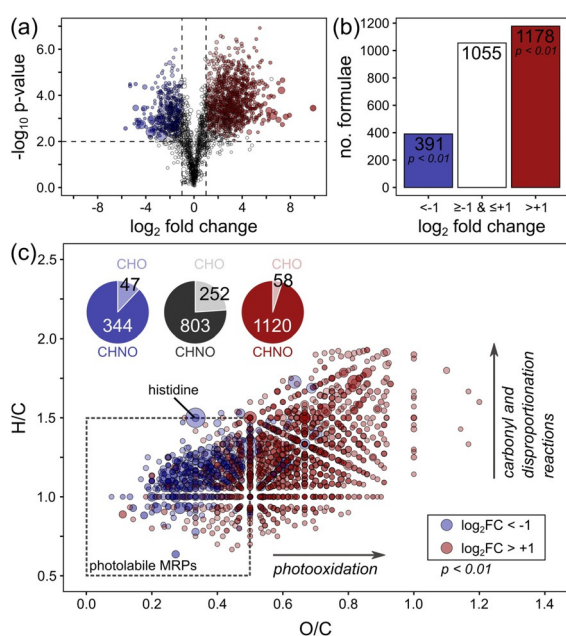 (a)
-log10 p-value
6.0
4.0
2.0
0.0
-8
-4
0
4
8
log2 fold change
(b)
no. formulae
1200
1000
800
600
400
200
0
391
p < 0.01
1055
1178
p < 0.01
<-1
≥-1 & ≤+1
>+1
log2 fold change
(c)
H/C
2.5
2.0
1.5
1.0
0.5
CHO
47
344
CHNO
CHO
252
803
CHNO
CHO
58
1120
CHNO
histidine
carbonyl and
disproportionation
reactions
photolabile MRPs
photooxidation
log2FC < -1
log2FC > +1
p < 0.01
0.0
0.2
0.4
0.6
0.8
1.0
1.2
1.4
O/C